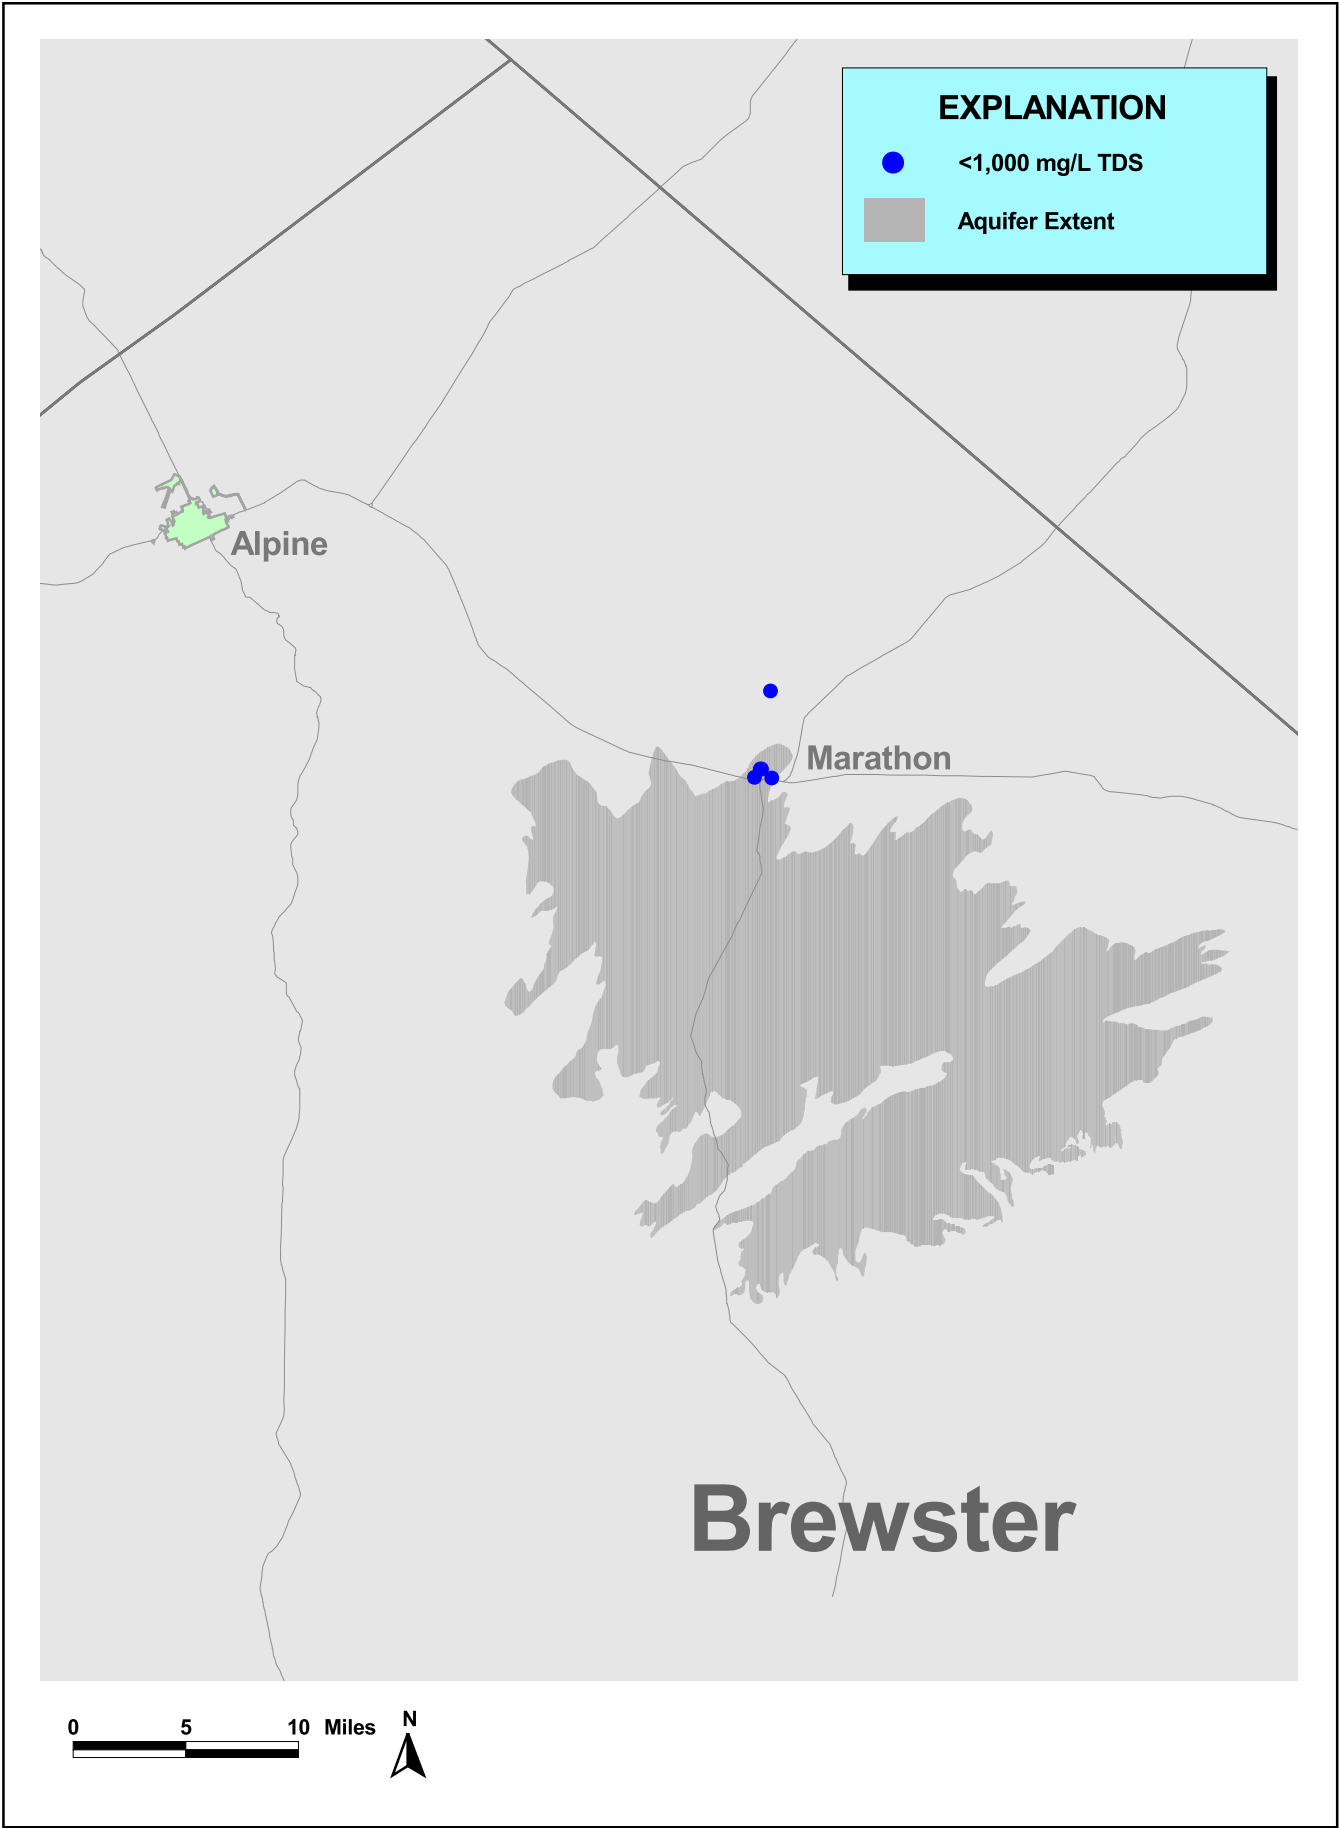 EXPLANATION
<1,000 mg/L TDS
Aquifer Extent
Alpine
Marathon
Brewster
0 5 10 Miles N